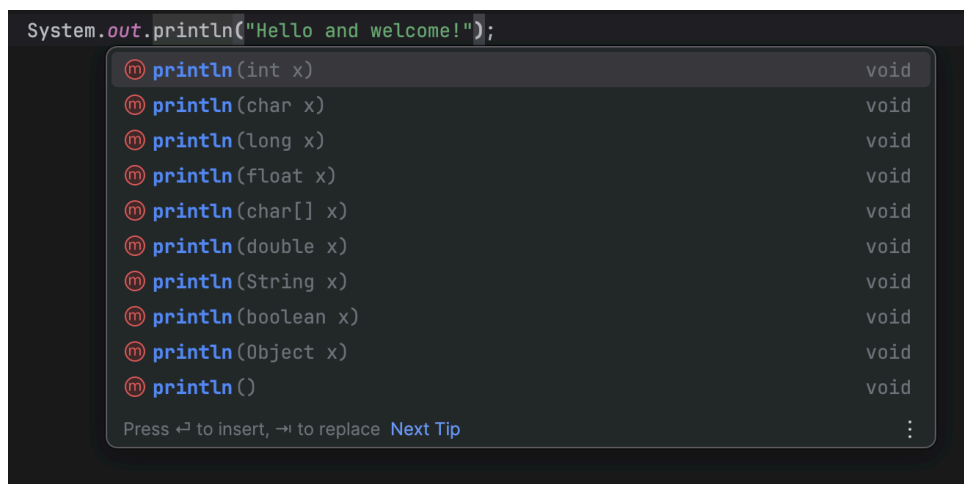 System.out.println("Hello and welcome!");
m println(int x) void
m println(char x) void
m println(long x) void
m println(float x) void
m println(char[] x) void
m println(double x) void
m println(String x) void
m println(boolean x) void
m println(Object x) void
m println() void
Press ↵ to insert, ⇥ to replace Next Tip